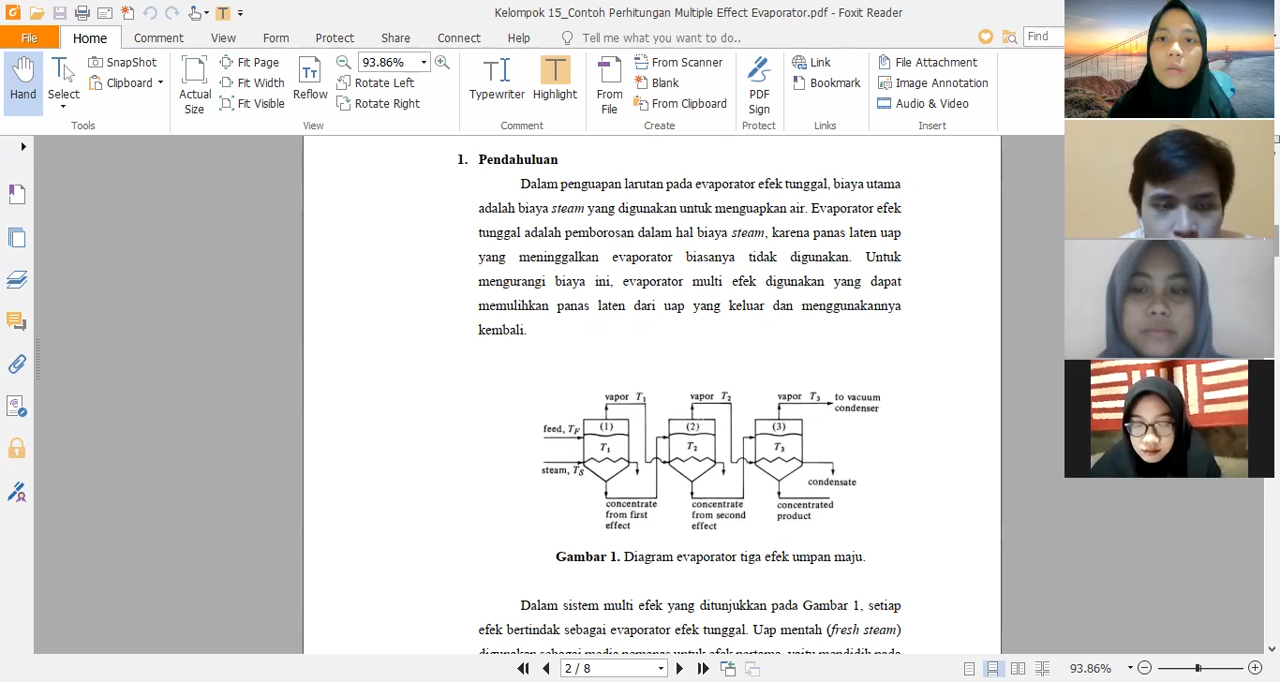 Kelompok 15_Contoh Perhitungan Multiple Effect Evaporator.pdf - Foxit Reader
File Home Comment View Form Protect Share Connect Help Tell me what you want to do.. Find
Hand
Select
SnapShot
Clipboard
Tools
Actual Size
Fit Page
Fit Width
Fit Visible
Reflow
93.86%
Rotate Left
Rotate Right
View
Typewriter
Highlight
Comment
From File
From Scanner
Blank
From Clipboard
Create
PDF Sign
Protect
Link
Bookmark
Links
File Attachment
Image Annotation
Audio & Video
Insert
1. Pendahuluan
Dalam penguapan larutan pada evaporator efek tunggal, biaya utama
adalah biaya steam yang digunakan untuk menguapkan air. Evaporator efek
tunggal adalah pemborosan dalam hal biaya steam, karena panas laten uap
yang meninggalkan evaporator biasanya tidak digunakan. Untuk
mengurangi biaya ini, evaporator multi efek digunakan yang dapat
memulihkan panas laten dari uap yang keluar dan menggunakannya
kembali.
vapor T1
vapor T2
vapor T3
to vacuum
condenser
feed, TF
(1)
(2)
(3)
T1
T2
T3
steam, TS
condensate
concentrate
from first
effect
concentrate
from second
effect
concentrated
product
Gambar 1. Diagram evaporator tiga efek umpan maju.
Dalam sistem multi efek yang ditunjukkan pada Gambar 1, setiap
efek bertindak sebagai evaporator efek tunggal. Uap mentah (fresh steam)
digunakan sebagai media pemanas untuk efek pertama, yaitu mendidih pada
2 / 8
93.86%